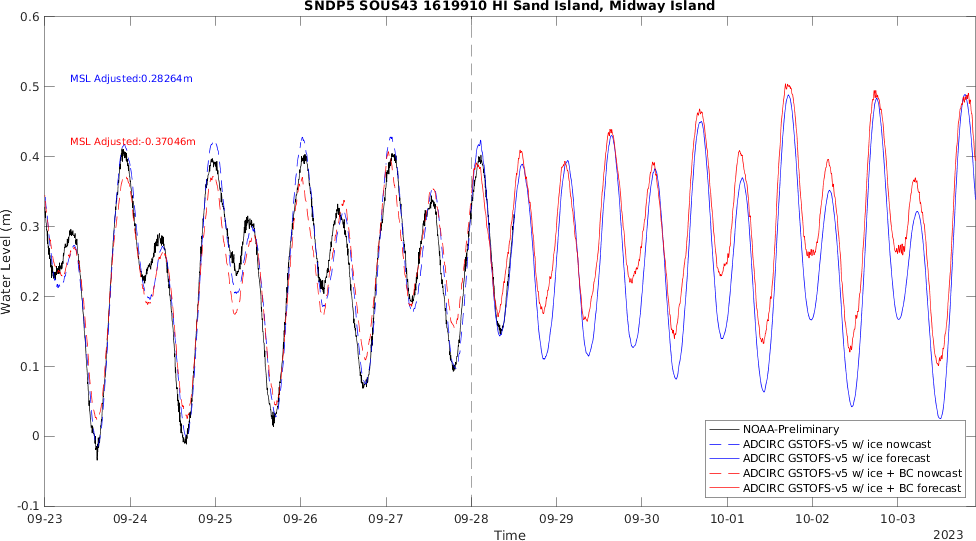 SNDP5 SOUS43 1619910 HI Sand Island, Midway Island
0.6
0.5
0.4
0.3
0.2
0.1
0
-0.1
Water Level (m)
MSL Adjusted:0.28264m
MSL Adjusted:-0.37046m
NOAA-Preliminary
ADCIRC GSTOFS-v5 w/ ice nowcast
ADCIRC GSTOFS-v5 w/ ice forecast
ADCIRC GSTOFS-v5 w/ ice + BC nowcast
ADCIRC GSTOFS-v5 w/ ice + BC forecast
09-23 09-24 09-25 09-26 09-27 09-28 09-29 09-30 10-01 10-02 10-03
Time
2023